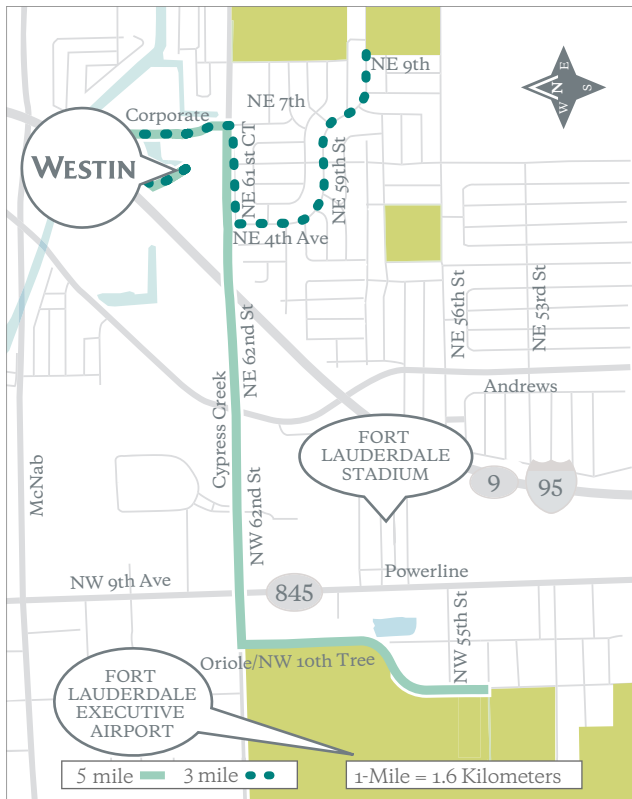 NE 9th
E
N
S
W
NE 7th
Corporate
WESTIN
NE 61st CT
NE 59th St
NE 4th Ave
NE 56th St
NE 53rd St
NE 62nd St
Andrews
Cypress Creek
FORT
LAUDERDALE
STADIUM
9
95
McNab
NW 62nd St
NW 9th Ave
Powerline
845
NW 55th St
Oriole/NW 10th Tree
FORT
LAUDERDALE
EXECUTIVE
AIRPORT
5 mile
3 mile
1-Mile = 1.6 Kilometers